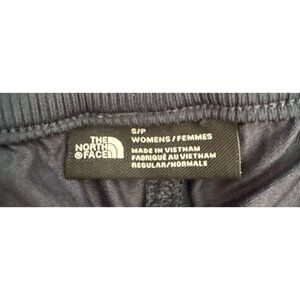 THE
NORTH
FACE
S/P
WOMENS/FEMMES
MADE IN VIETNAM
FABRIQUÉ AU VIETNAM
REGULAR/NORMALE